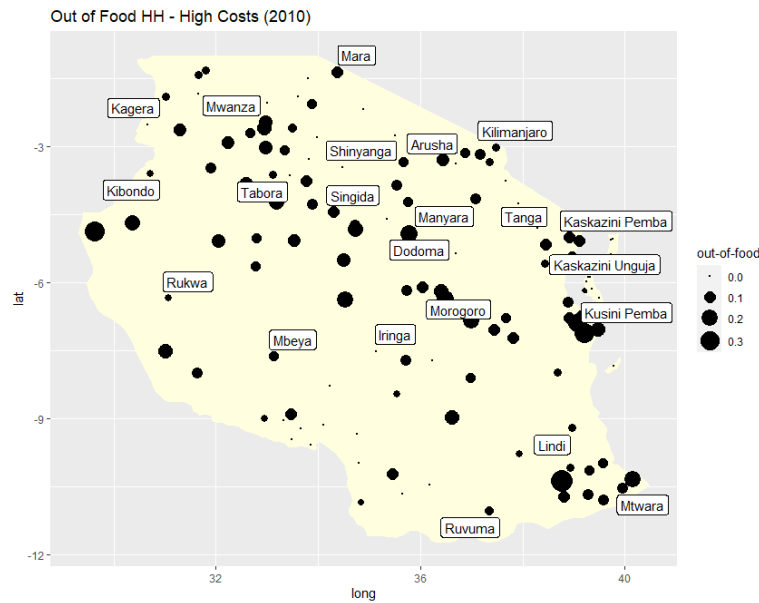 Out of Food HH - High Costs (2010)
Mara
Kagera
Mwanza
Kilimanjaro
Arusha
Shinyanga
-3
Kibondo
Tabora
Singida
Manyara
Tanga
Kaskazini Pemba
Dodoma
Kaskazini Unguja
out-of-food
0.0
0.1
0.2
0.3
lat
-6
Rukwa
Morogoro
Kusini Pemba
Mbeya
Iringa
-9
Lindi
Mtwara
Ruvuma
-12
32
36
40
long